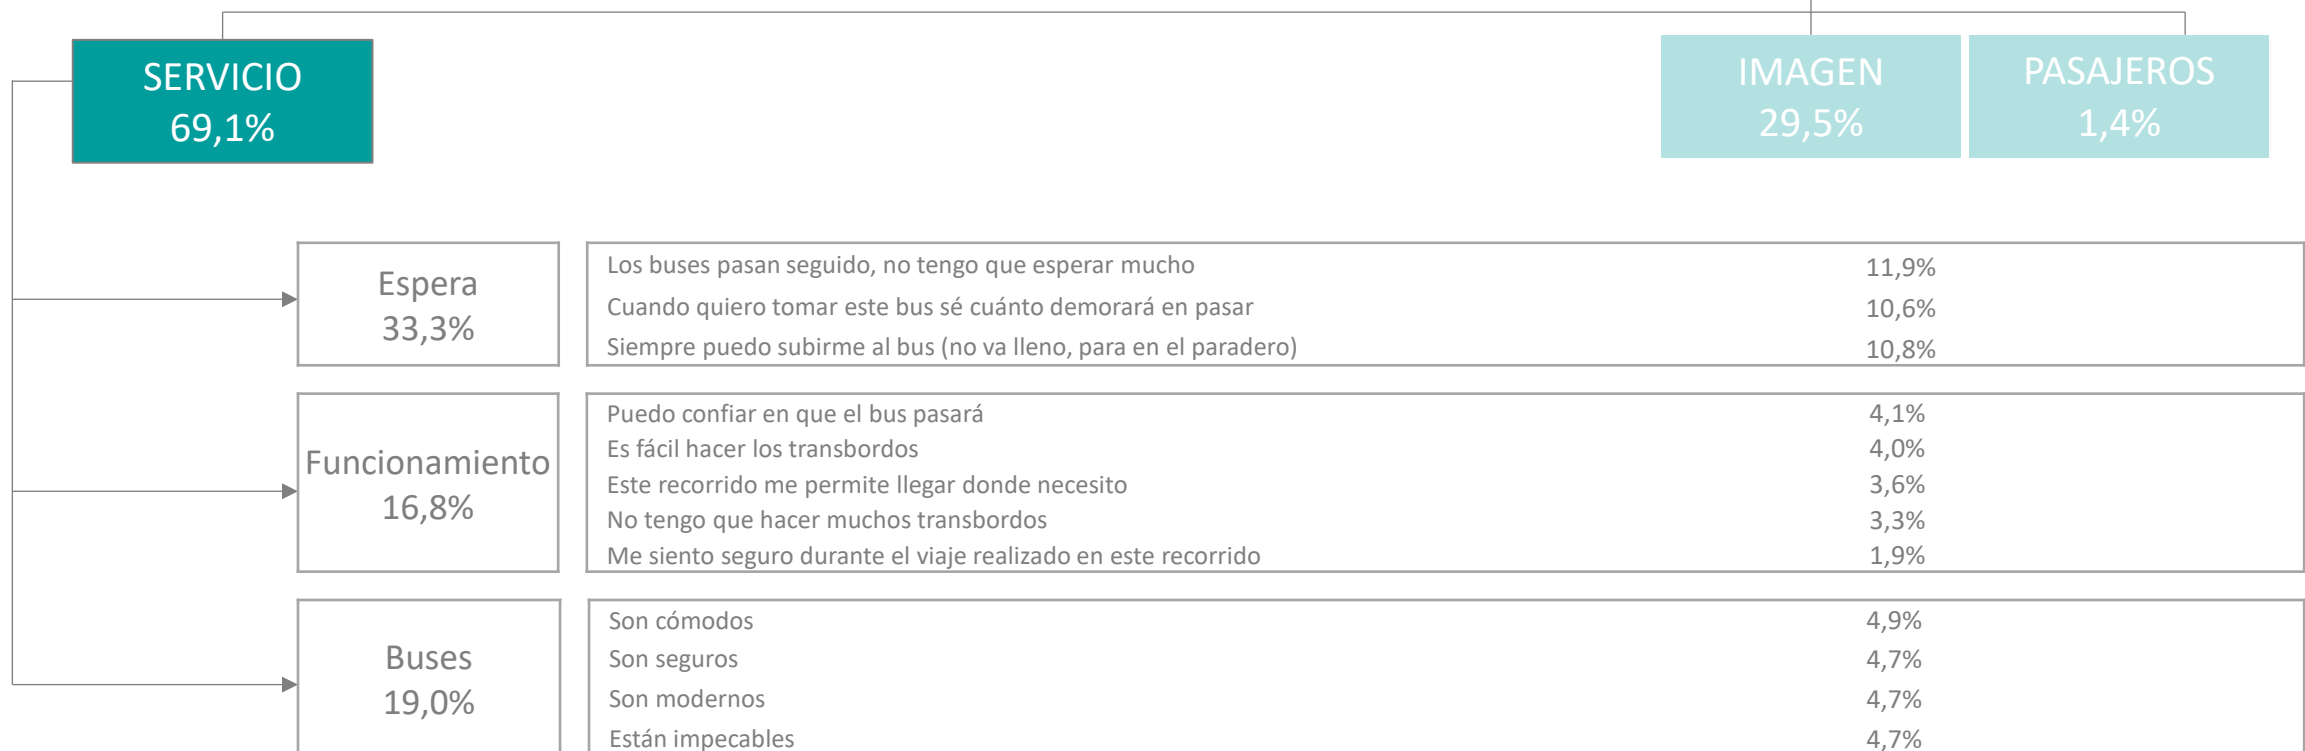 SERVICIO
69,1%
IMAGEN
29,5%
PASAJEROS
1,4%
Espera
33,3%
Los buses pasan seguido, no tengo que esperar mucho 11,9%
Cuando quiero tomar este bus sé cuánto demorará en pasar 10,6%
Siempre puedo subirme al bus (no va lleno, para en el paradero) 10,8%
Funcionamiento
16,8%
Puedo confiar en que el bus pasará 4,1%
Es fácil hacer los transbordos 4,0%
Este recorrido me permite llegar donde necesito 3,6%
No tengo que hacer muchos transbordos 3,3%
Me siento seguro durante el viaje realizado en este recorrido 1,9%
Buses
19,0%
Son cómodos 4,9%
Son seguros 4,7%
Son modernos 4,7%
Están impecables 4,7%